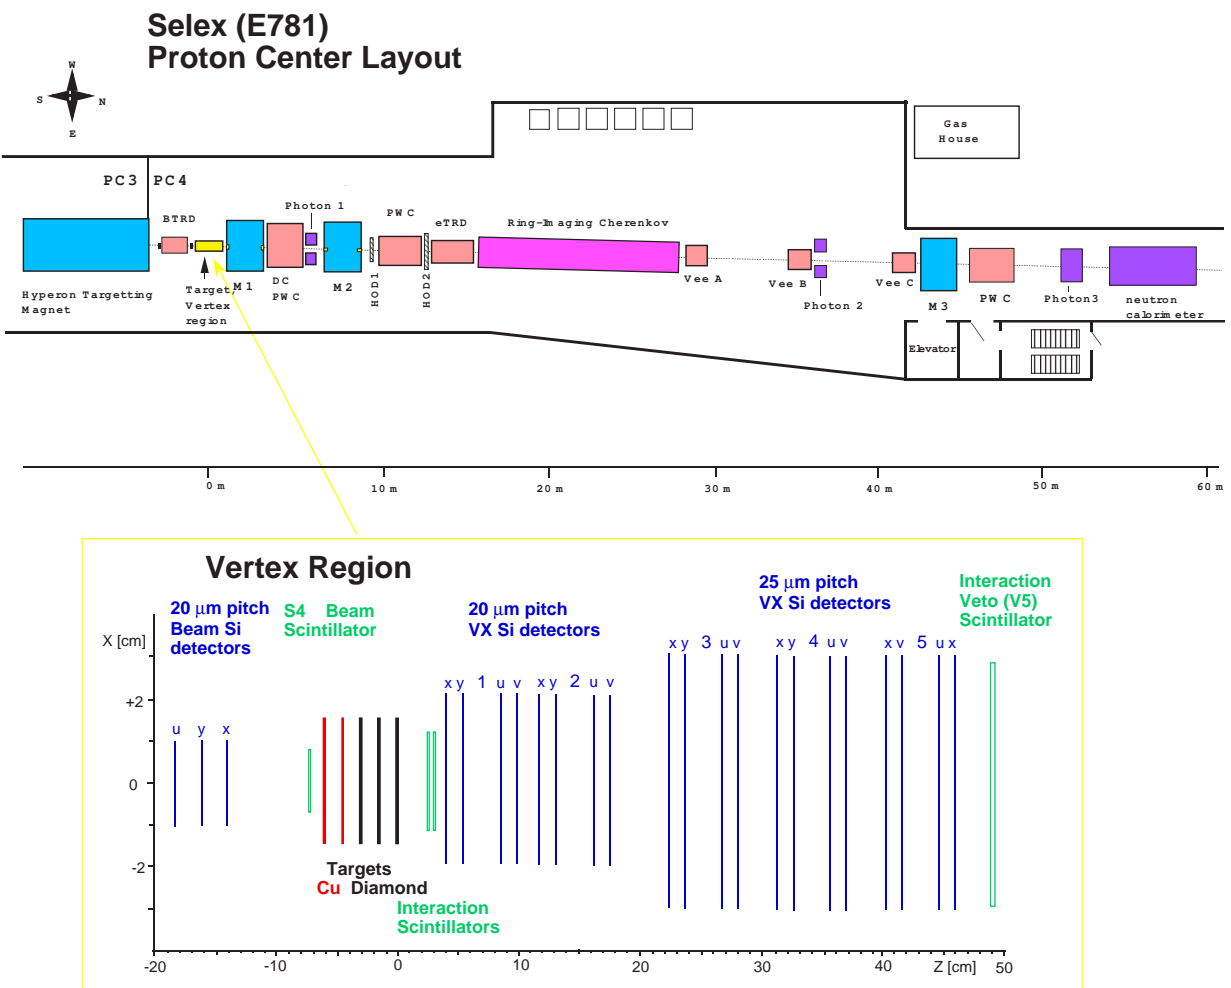 Selex (E781)
Proton Center Layout
W
S
N
E
Gas
House
PC3
PC4
BTRD
Photon 1
PWC
eTRD
Ring-Imaging Cherenkov
Hyperon Targetting
Magnet
Target,
Vertex
region
M1
DC
PWC
M2
HOD1
HOD2
Vee A
Vee B
Photon 2
Vee C
M3
PWC
Photon3
neutron
calorimeter
Elevator
0 m
10 m
20 m
30 m
40 m
50 m
60 m
Vertex Region
20 μm pitch
Beam Si
detectors
S4 Beam
Scintillator
20 μm pitch
VX Si detectors
25 μm pitch
VX Si detectors
Interaction
Veto (V5)
Scintillator
X [cm]
x y 3 u v
x y 4 u v
x v 5 u x
x y 1 u v
x y 2 u v
+2
u y x
0
-2
Targets
Cu Diamond
Interaction
Scintillators
-20
-10
0
10
20
30
40
Z [cm]
50